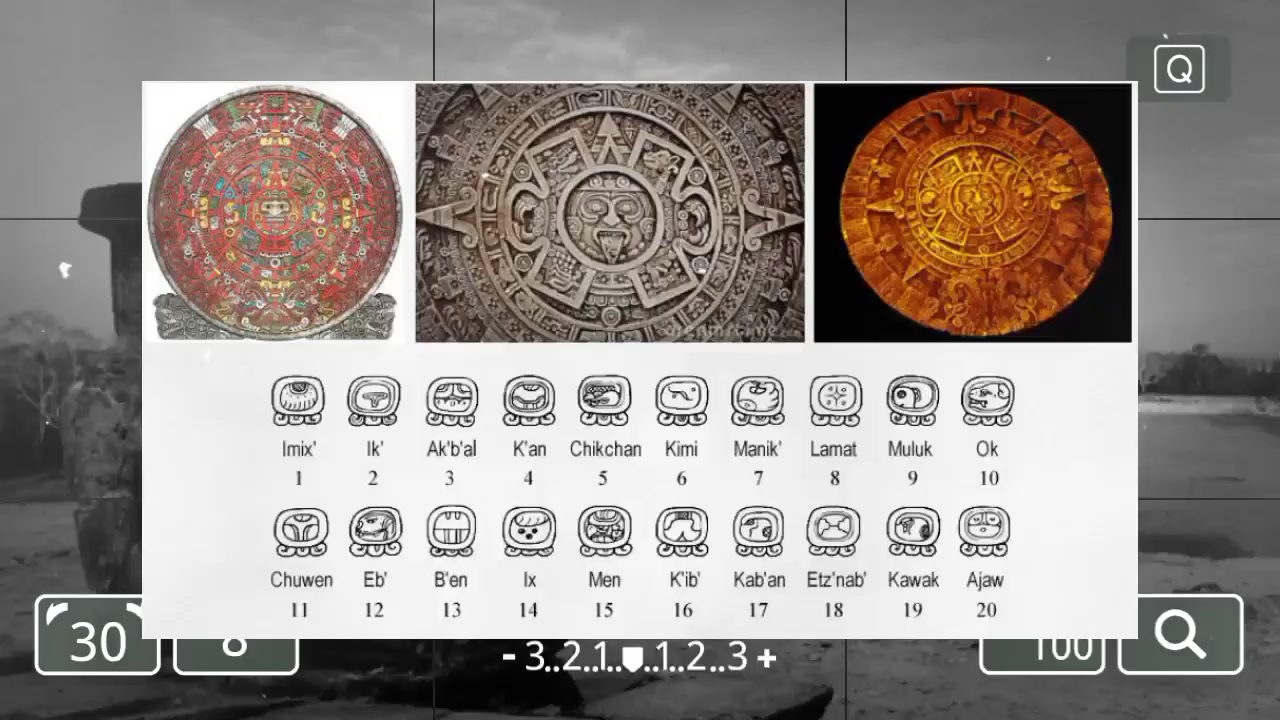 Q
Imix' Ik' Ak'b'al K'an Chikchan Kimi Manik' Lamat Muluk Ok
1 2 3 4 5 6 7 8 9 10
Chuwen Eb' B'en Ix Men K'ib' Kab'an Etz'nab' Kawak Ajaw
11 12 13 14 15 16 17 18 19 20
30 8 - 3..2..1....1..2..3 + 100